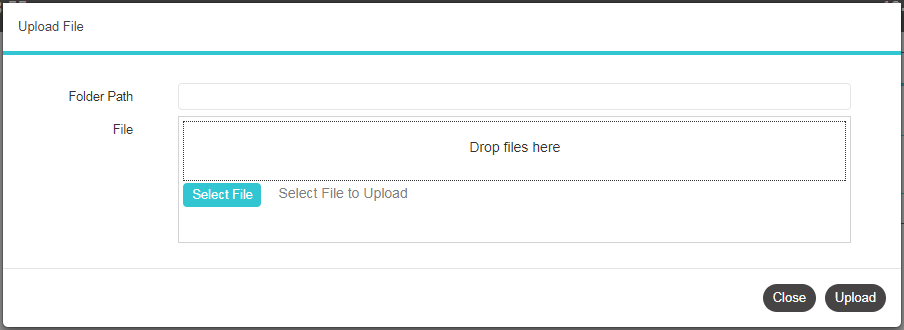 Upload File
Folder Path
File
Drop files here
Select File Select File to Upload
Close Upload